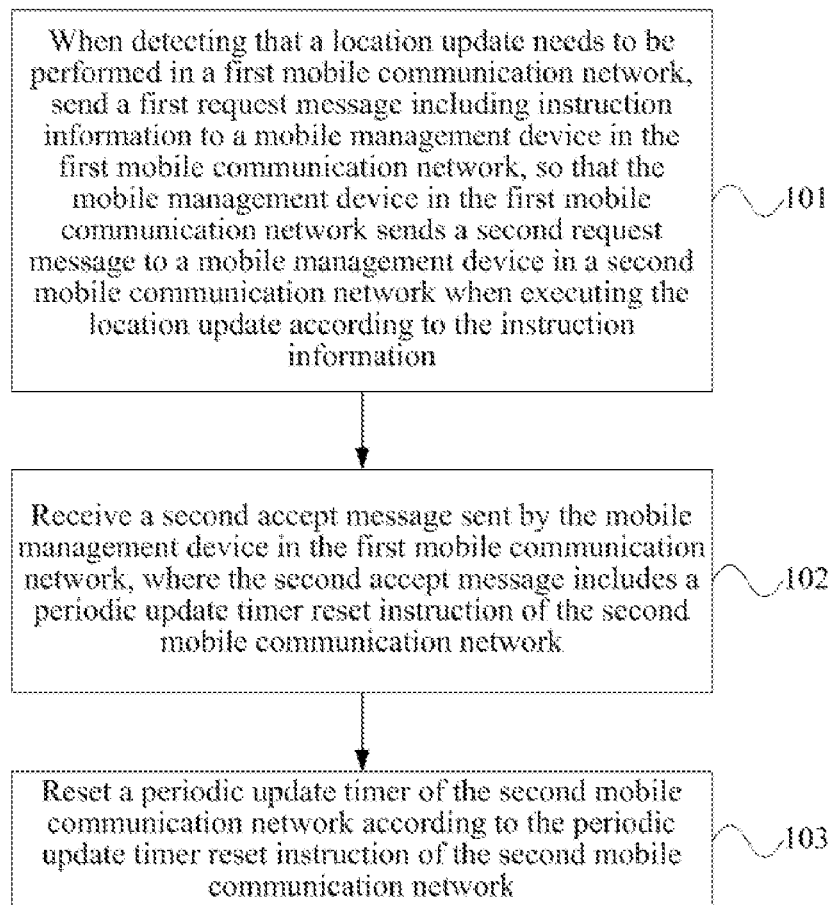 When detecting that a location update needs to be
performed in a first mobile communication network,
send a first request message including instruction
information to a mobile management device in the
first mobile communication network, so that the
mobile management device in the first mobile
communication network sends a second request
message to a mobile management device in a second
mobile communication network when executing the
location update according to the instruction
information
101
Receive a second accept message sent by the mobile
management device in the first mobile communication
network, where the second accept message includes a
periodic update timer reset instruction of the second
mobile communication network
102
Reset a periodic update timer of the second mobile
communication network according to the periodic
update timer reset instruction of the second mobile
communication network
103